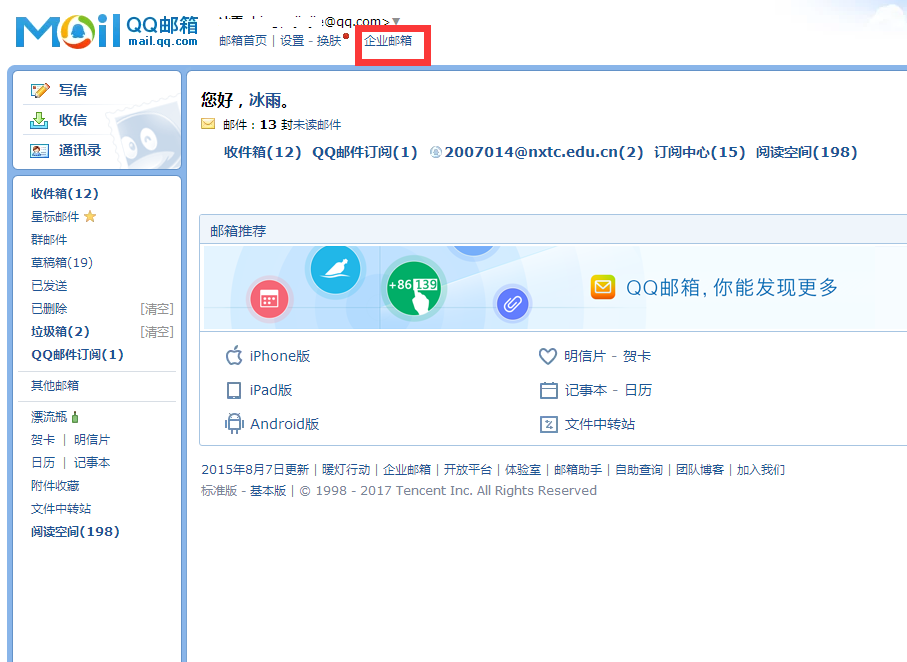 Mail QQ邮箱
mail.qq.com
@qq.com>▼
邮箱首页 | 设置 - 换肤 企业邮箱
写信
收信
通讯录
收件箱(12)
星标邮件
群邮件
草稿箱(19)
已发送
已删除 [清空]
垃圾箱(2) [清空]
QQ邮件订阅(1)
其他邮箱
漂流瓶
贺卡 | 明信片
日历 | 记事本
附件收藏
文件中转站
阅读空间(198)
您好，冰雨。
邮件：13 封未读邮件
收件箱(12) QQ邮件订阅(1) 2007014@nxtc.edu.cn(2) 订阅中心(15) 阅读空间(198)
邮箱推荐
+86 139
QQ邮箱, 你能发现更多
iPhone版 明信片 - 贺卡
iPad版 记事本 - 日历
Android版 文件中转站
2015年8月7日更新 | 暖灯行动 | 企业邮箱 | 开放平台 | 体验室 | 邮箱助手 | 自助查询 | 团队博客 | 加入我们
标准版 - 基本版 | © 1998 - 2017 Tencent Inc. All Rights Reserved